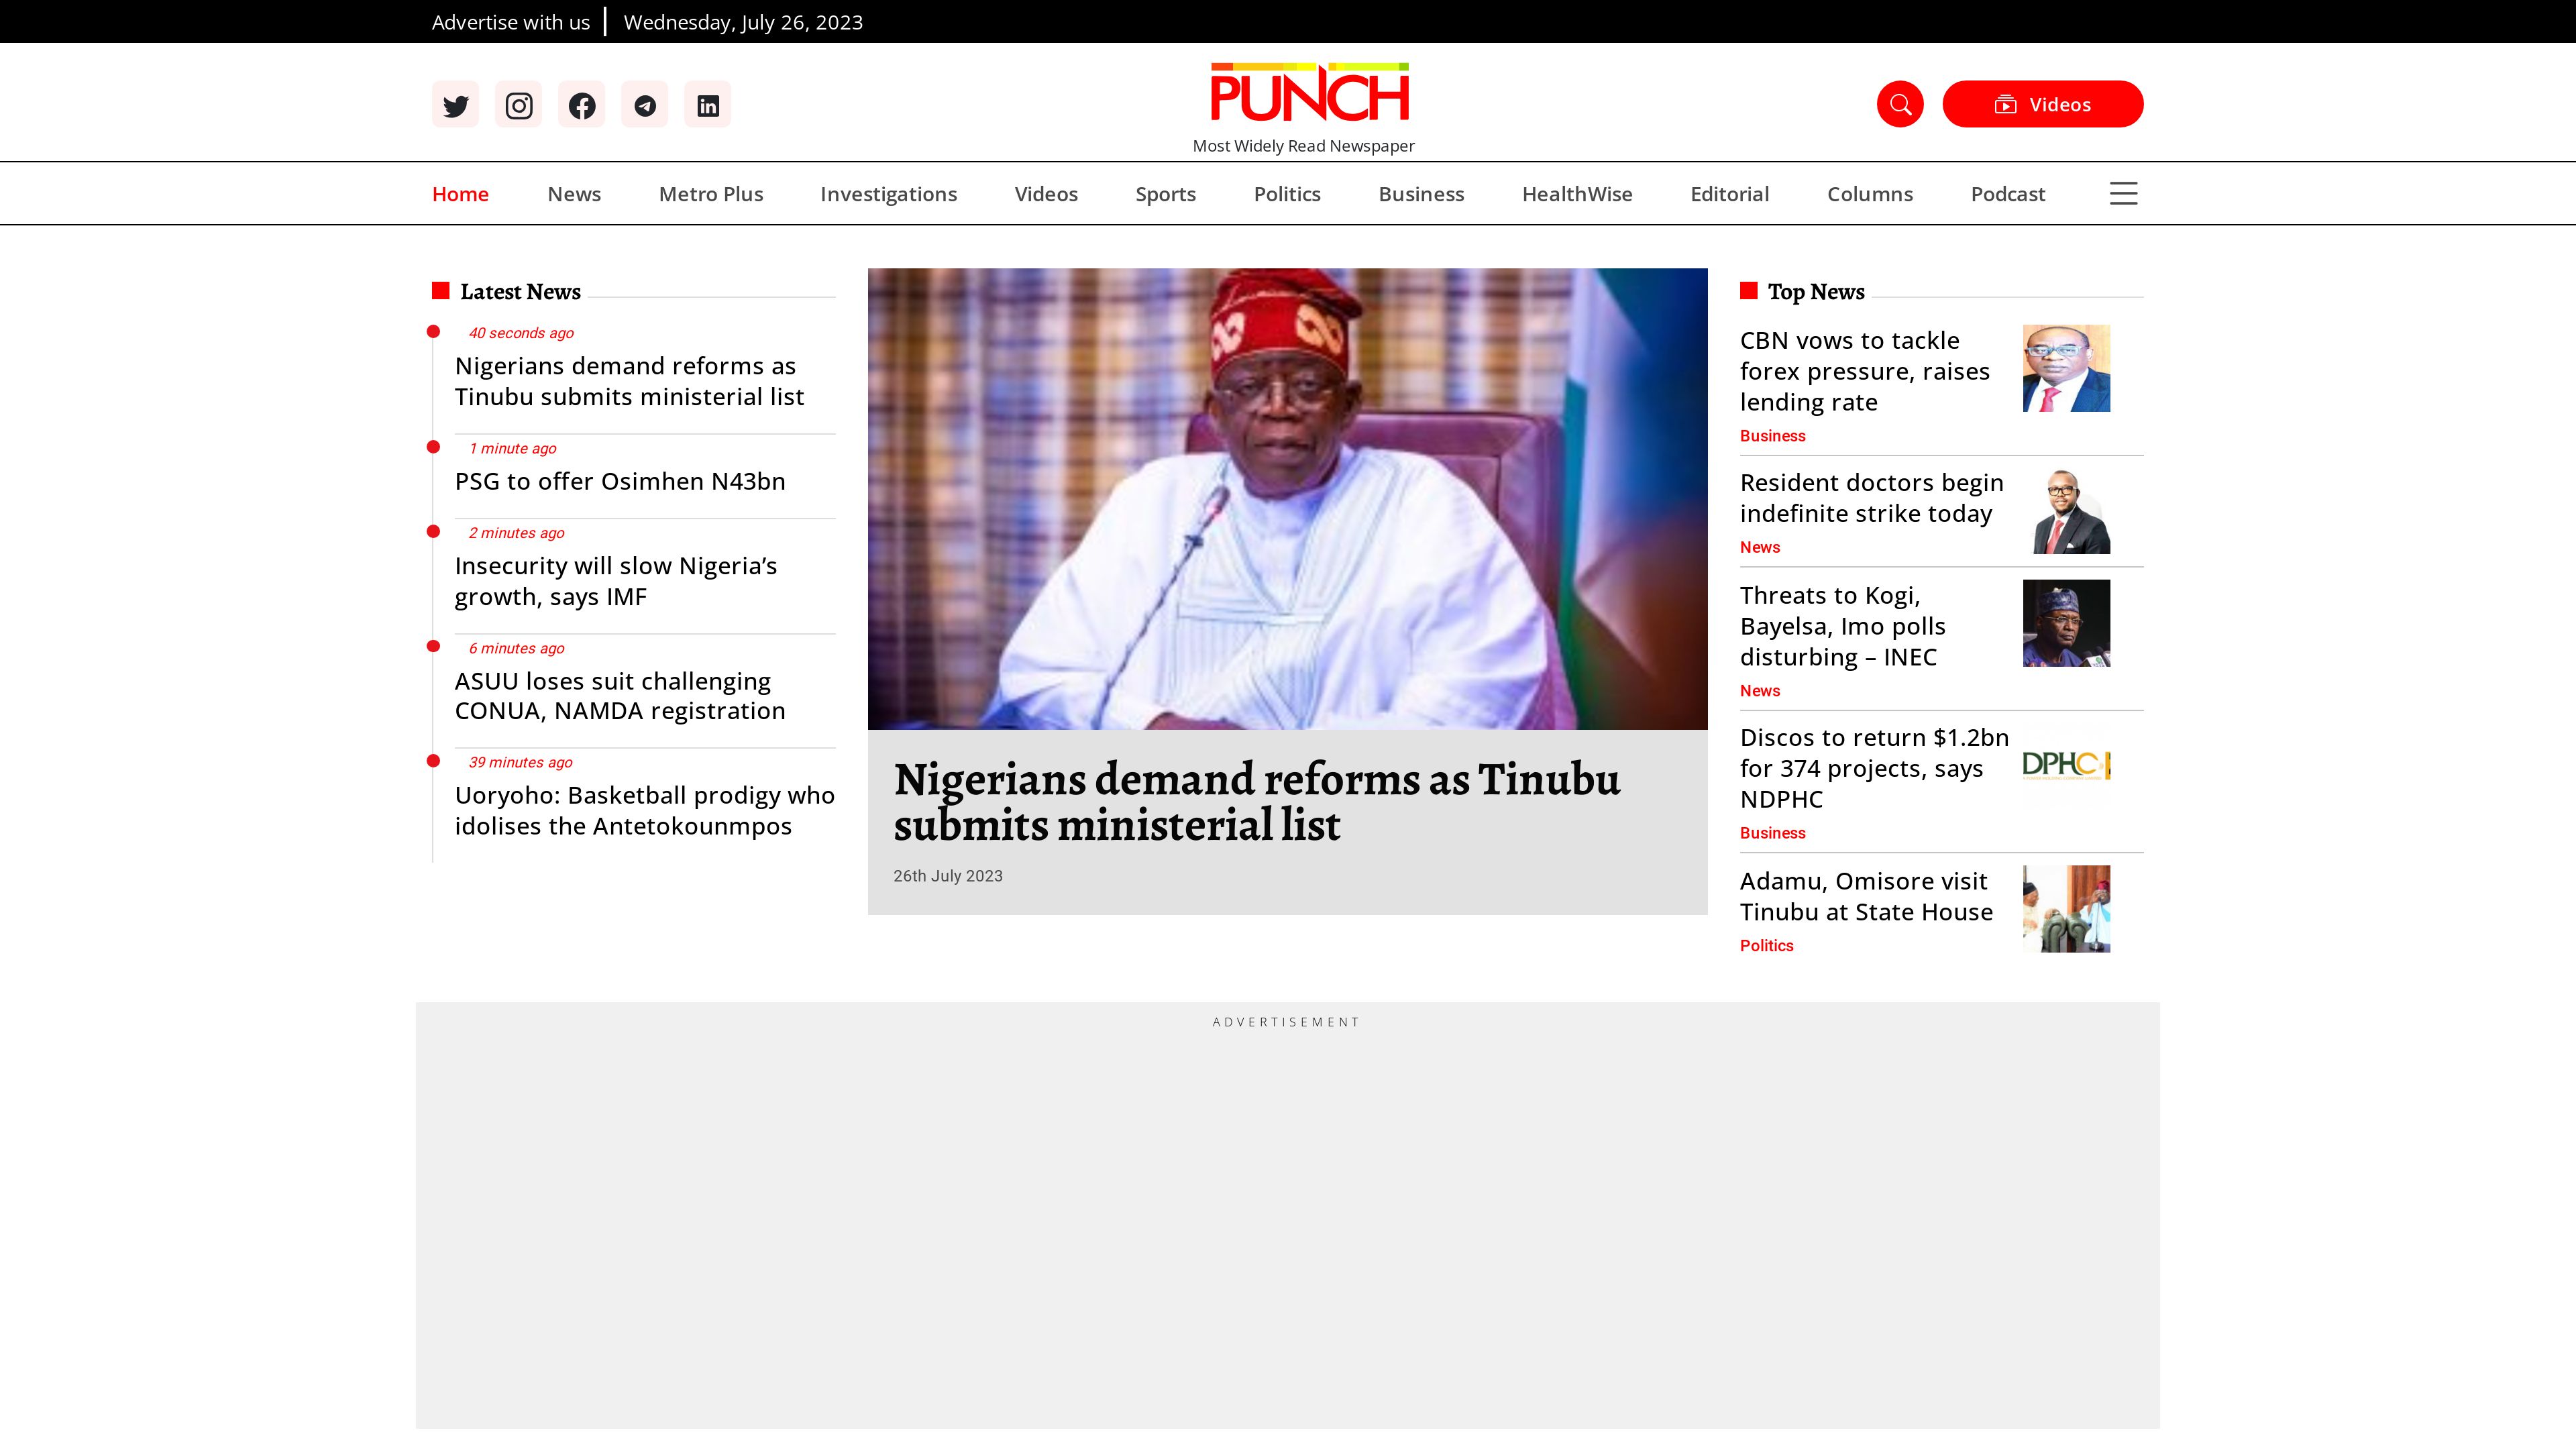 Advertise with us
Wednesday, July 26, 2023
PUNCH
Most Widely Read Newspaper
Videos
Home
News
Metro Plus
Investigations
Videos
Sports
Politics
Business
HealthWise
Editorial
Columns
Podcast
Latest News
40 seconds ago
Nigerians demand reforms as
Tinubu submits ministerial list
1 minute ago
PSG to offer Osimhen N43bn
2 minutes ago
Insecurity will slow Nigeria’s
growth, says IMF
6 minutes ago
ASUU loses suit challenging
CONUA, NAMDA registration
39 minutes ago
Uoryoho: Basketball prodigy who
idolises the Antetokounmpos
Nigerians demand reforms as Tinubu
submits ministerial list
26th July 2023
Top News
CBN vows to tackle
forex pressure, raises
lending rate
Business
Resident doctors begin
indefinite strike today
News
Threats to Kogi,
Bayelsa, Imo polls
disturbing – INEC
News
Discos to return $1.2bn
for 374 projects, says
NDPHC
DPHC
Business
Adamu, Omisore visit
Tinubu at State House
Politics
ADVERTISEMENT